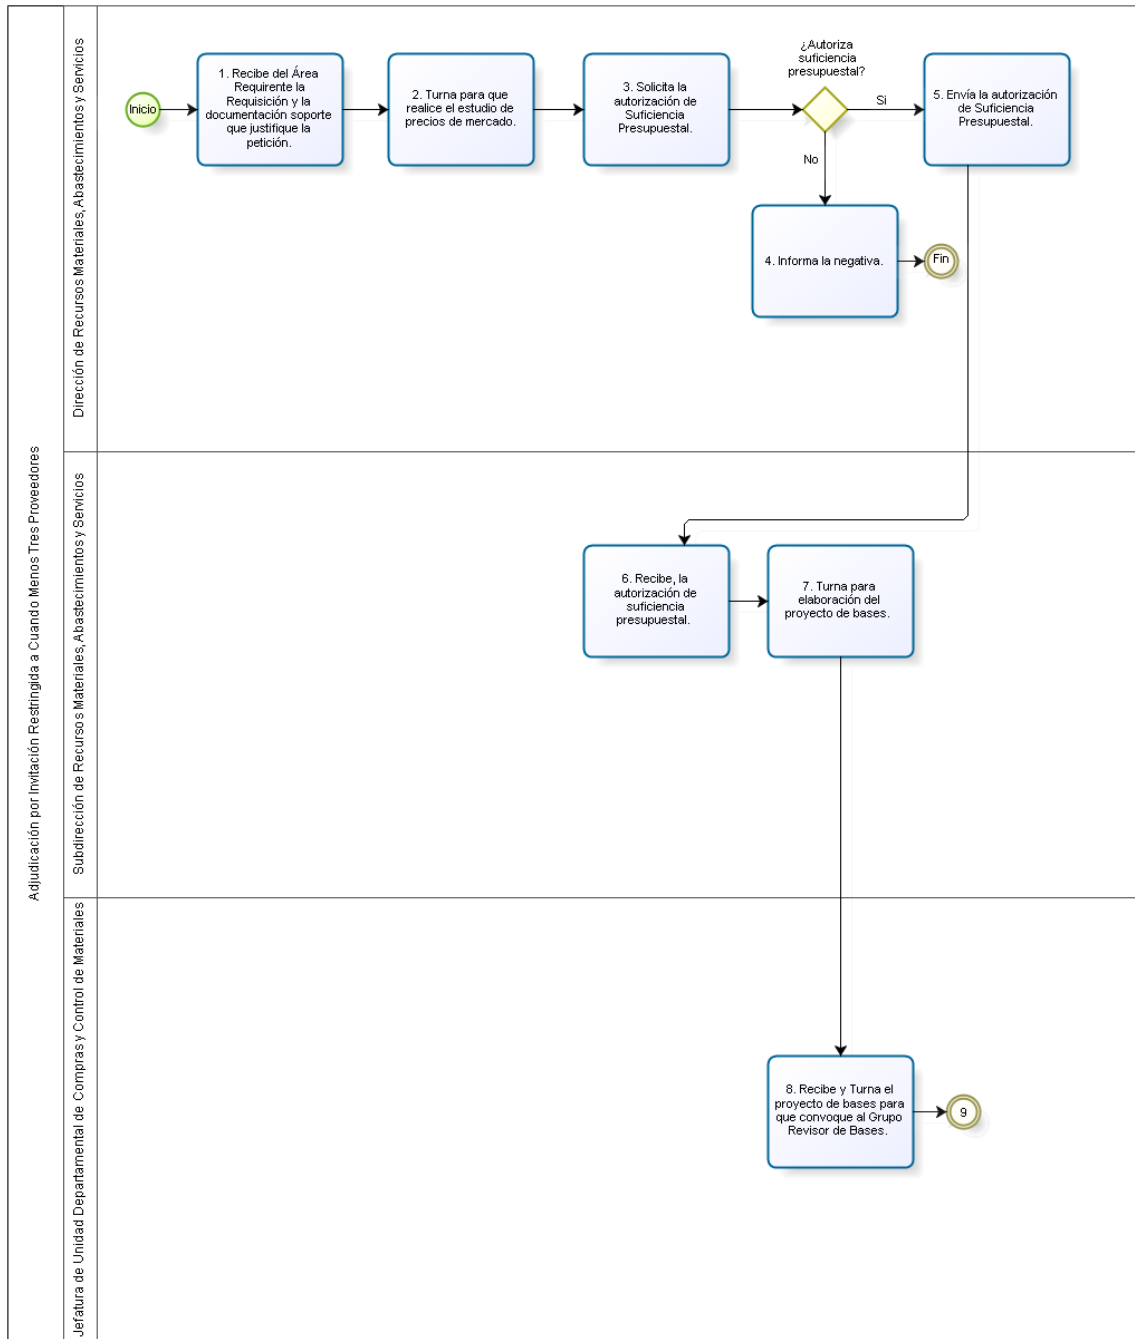 Adjudicación por Invitación Restringida a Cuando Menos Tres Proveedores
Dirección de Recursos Materiales, Abastecimientos y Servicios
Inicio
1. Recibe del Área
Requirente la
Requisición y la
documentación soporte
que justifique la
petición.
2. Turna para que
realice el estudio de
precios de mercado.
3. Solicita la
autorización de
Suficiencia
Presupuestal.
¿Autoriza
suficiencia
presupuestal?
Si
No
5. Envía la autorización
de Suficiencia
Presupuestal.
4. Informa la negativa.
Fin
Subdirección de Recursos Materiales, Abastecimientos y Servicios
6. Recibe, la
autorización de
suficiencia
presupuestal.
7. Turna para
elaboración del
proyecto de bases.
Jefatura de Unidad Departamental de Compras y Control de Materiales
8. Recibe y Turna el
proyecto de bases para
que convoque al Grupo
Revisor de Bases.
9